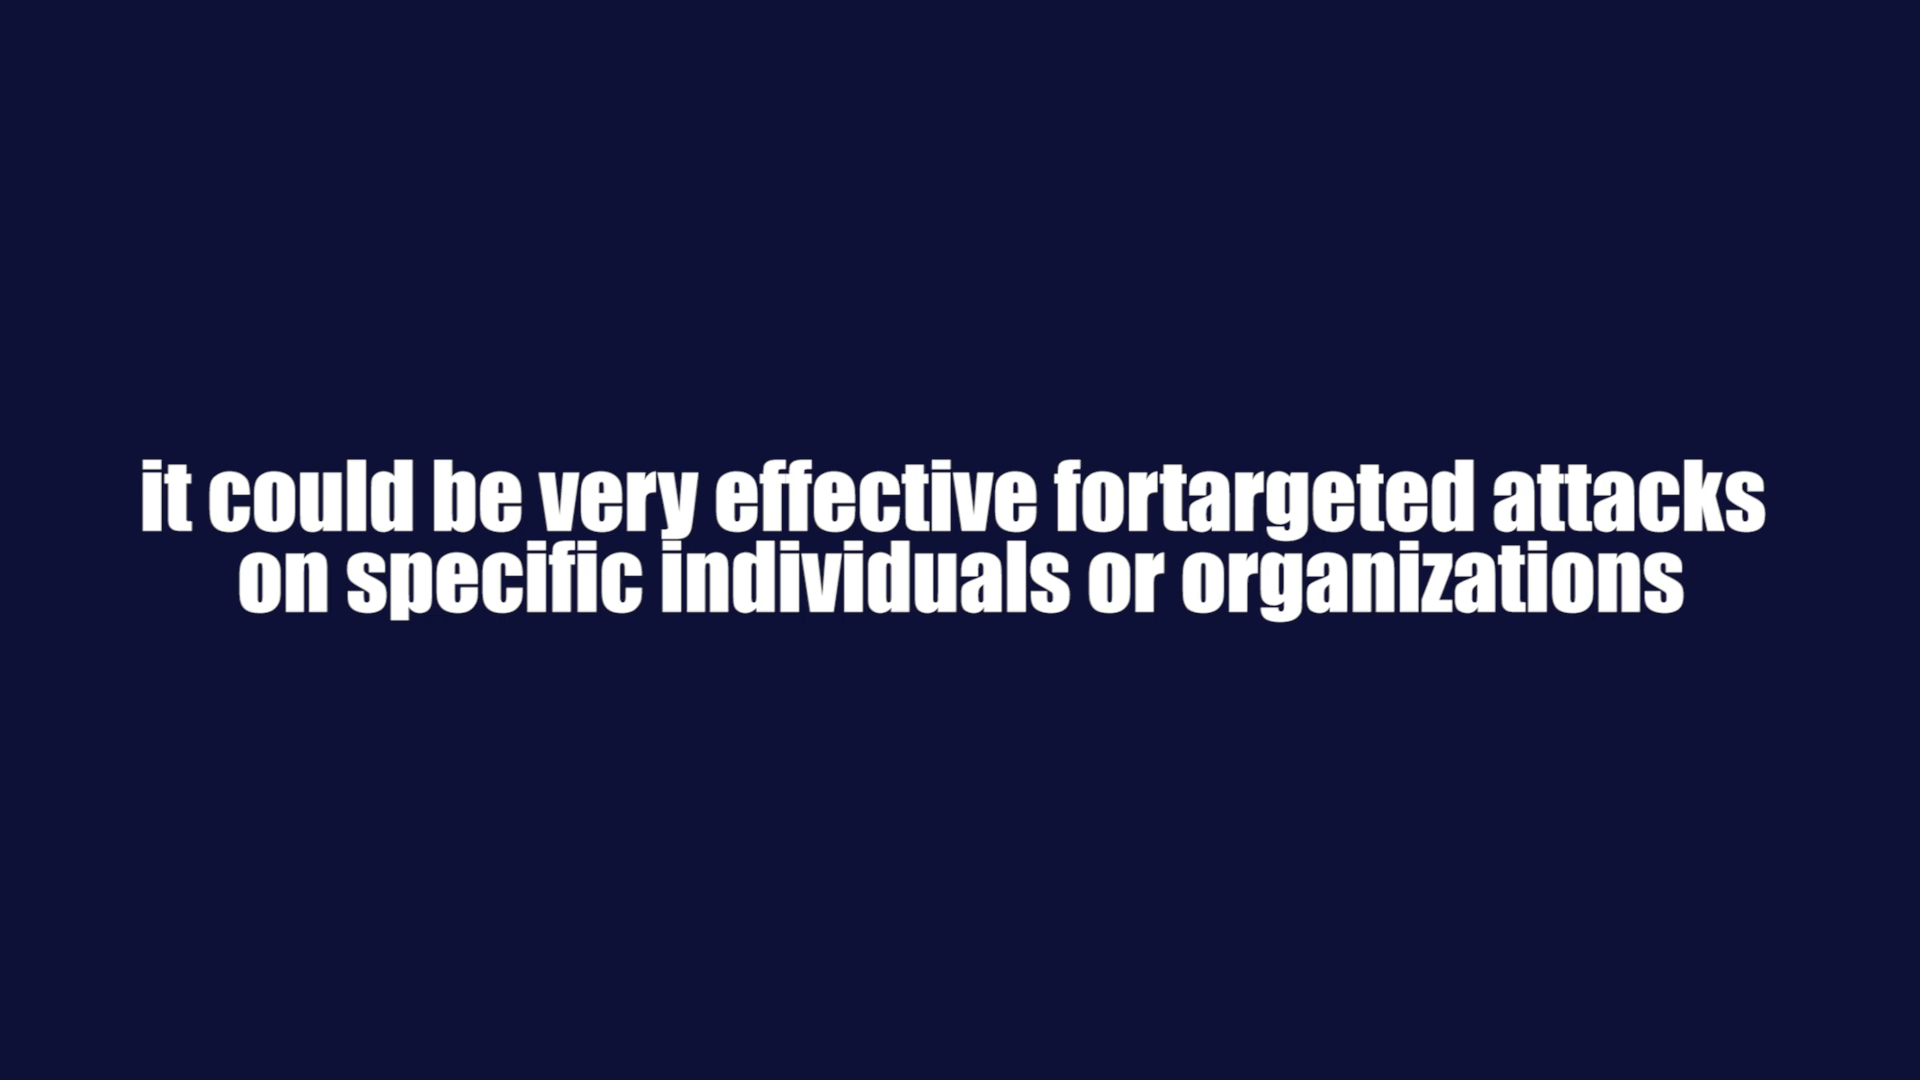 it could be very effective fortargeted attacks
on specific individuals or organizations